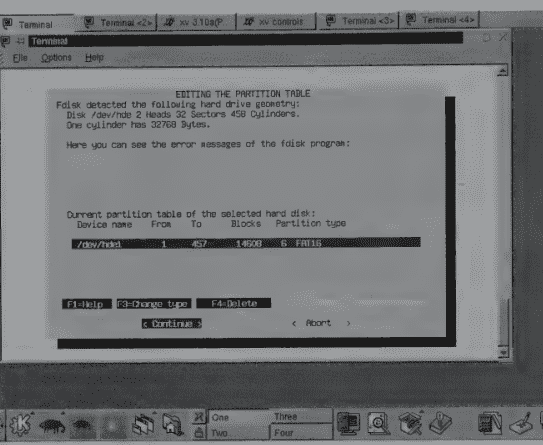 Terminal
Terminal <2>
xv 3.10a(P
xv controls
Terminal <3>
Terminal <4>
Terminal
File Options Help
EDITING THE PARTITION TABLE
Fdisk detected the following hard drive geometry:
Disk /dev/hde 2 Heads 32 Sectors 458 Cylinders.
One cylinder has 32768 Bytes.
Here you can see the error messages of the fdisk program:
Current partition table of the selected hard disk:
Device name From To Blocks Partition type
/dev/hde1 1 457 14608 6 FAT16
F1=Help F3=Change type F4=Delete
< Continue > < Abort >
One Three
Two Four